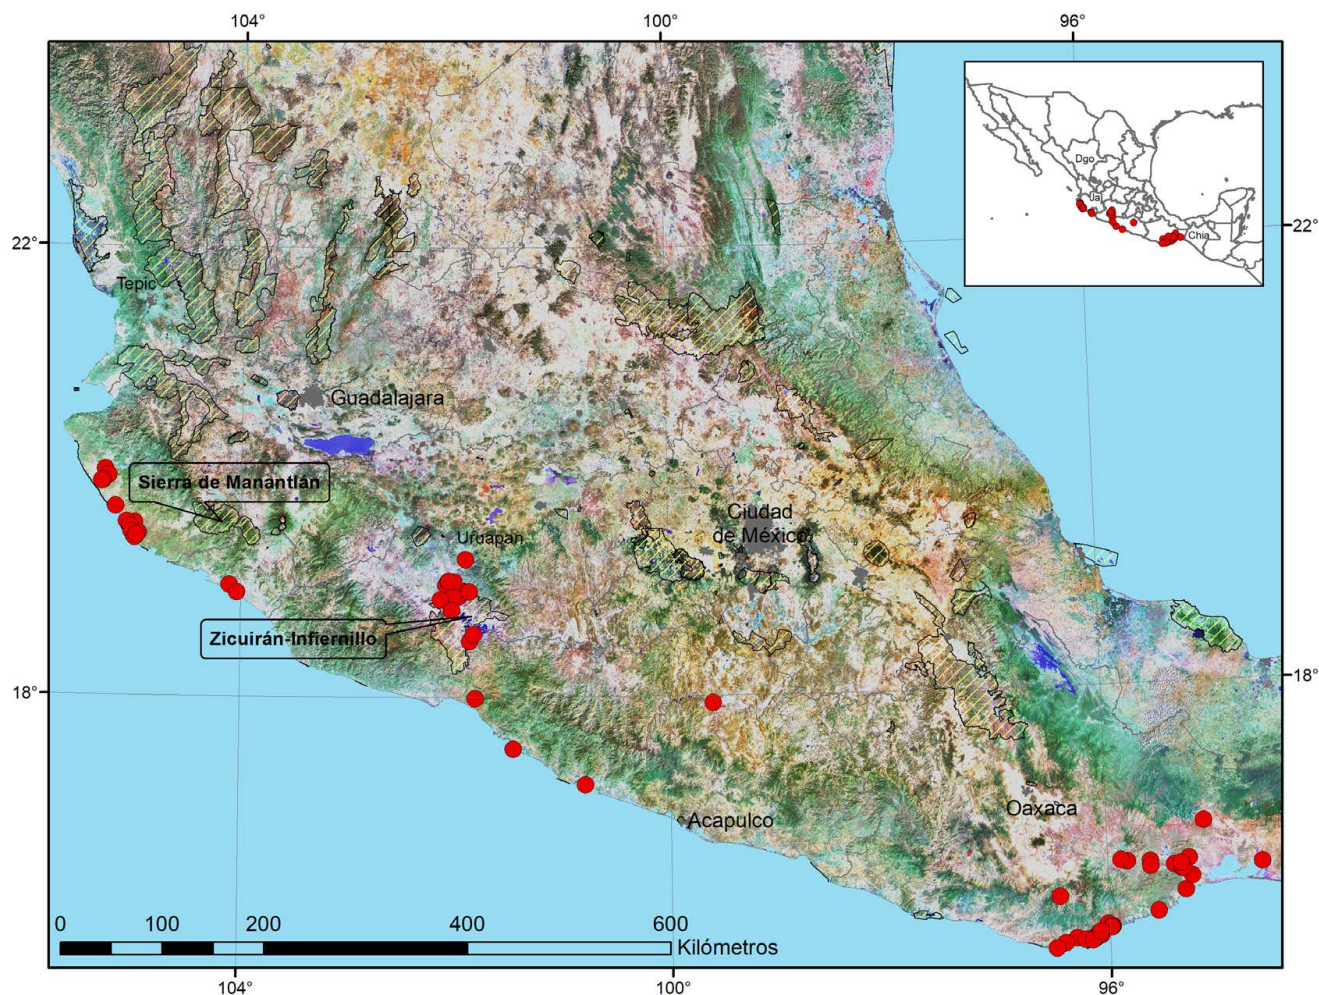 104°
100°
96°
Dgo
Ja
Chia
22°
22°
Tepic
Guadalajara
Sierra de Manantlán
Ciudad
de México
Uruapan
Zicuirán-Infiernillo
18°
18°
Oaxaca
Acapulco
0 100 200 400 600
Kilómetros
104°
100°
96°